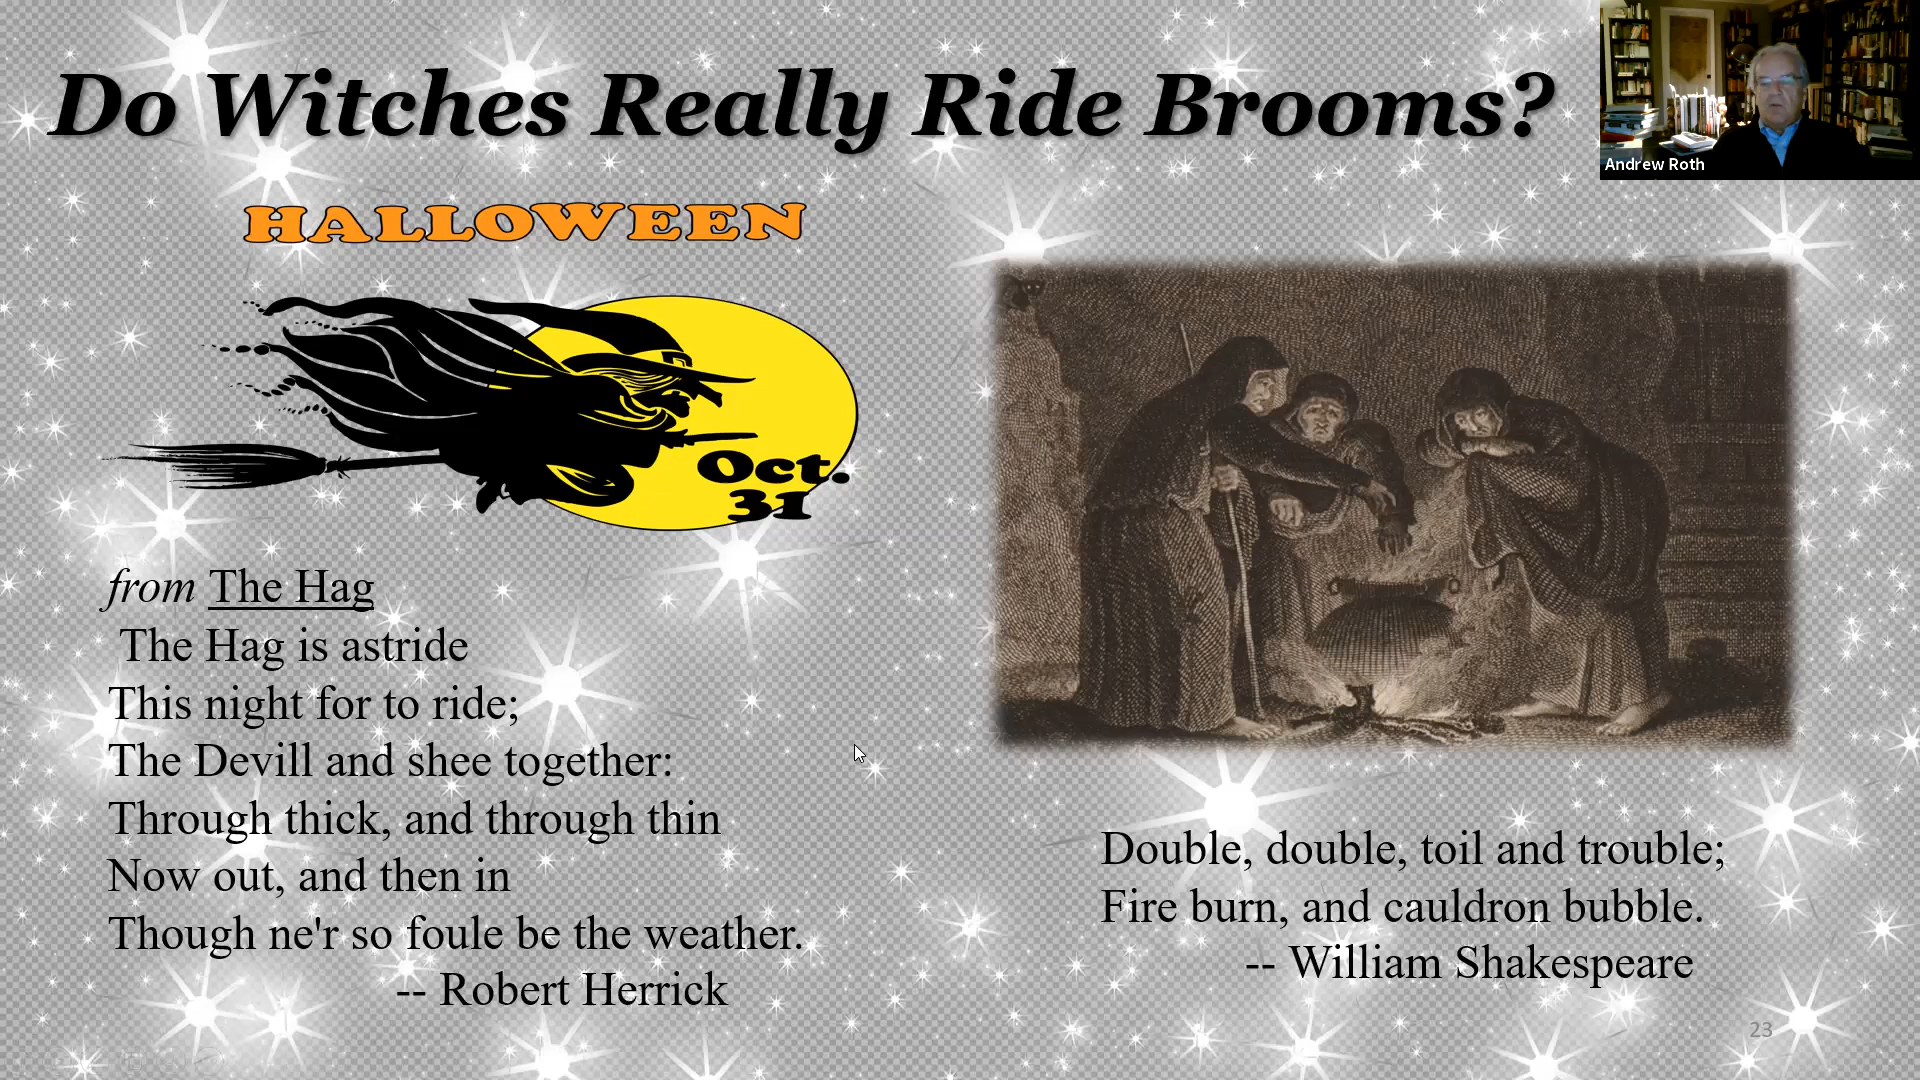 Do Witches Really Ride Brooms?
Andrew Roth
HALLOWEEN
Oct.
31
from The Hag
The Hag is astride
This night for to ride;
The Devill and shee together:
Through thick, and through thin
Now out, and then in
Though ne'r so foule be the weather.
-- Robert Herrick
Double, double, toil and trouble;
Fire burn, and cauldron bubble.
-- William Shakespeare
23